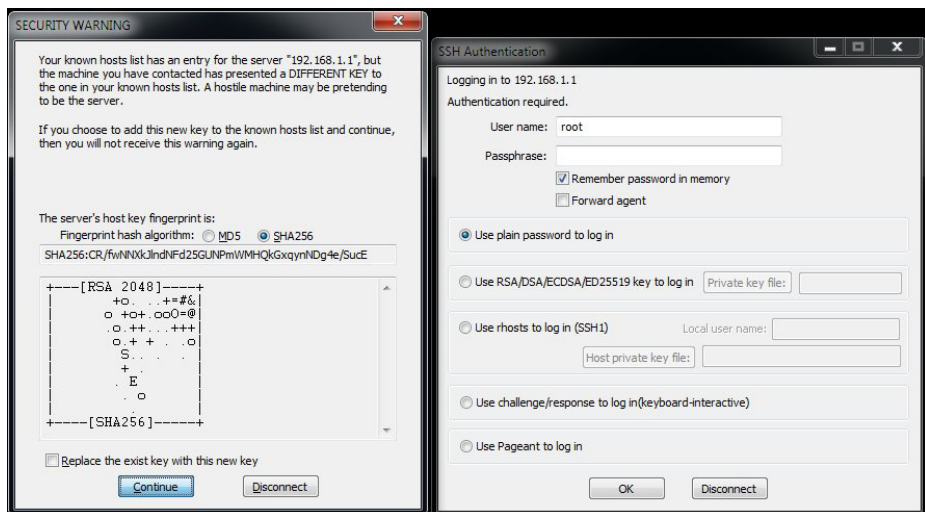 SECURITY WARNING
Your known hosts list has an entry for the server "192.168.1.1", but
the machine you have contacted has presented a DIFFERENT KEY to
the one in your known hosts list. A hostile machine may be pretending
to be the server.
If you choose to add this new key to the known hosts list and continue,
then you will not receive this warning again.
The server's host key fingerprint is:
Fingerprint hash algorithm: MD5 SHA256
SHA256:CR/fwNNXkJlndNFd25GUNPmWMHQkGxqynNDg4e/SucE
+---[RSA 2048]----+
|       +o. ..+=#&|
|      o +o+.ooO=@|
|      .o.++...+++|
|       o.+ +  . .o|
|        S.. .  . |
|        + .      |
|       . E       |
|        . o      |
|         .       |
+----[SHA256]-----+
Replace the exist key with this new key
Continue Disconnect
SSH Authentication
Logging in to 192.168.1.1
Authentication required.
User name: root
Passphrase:
Remember password in memory
Forward agent
Use plain password to log in
Use RSA/DSA/ECDSA/ED25519 key to log in Private key file:
Use rhosts to log in (SSH1) Local user name:
Host private key file:
Use challenge/response to log in(keyboard-interactive)
Use Pageant to log in
OK Disconnect